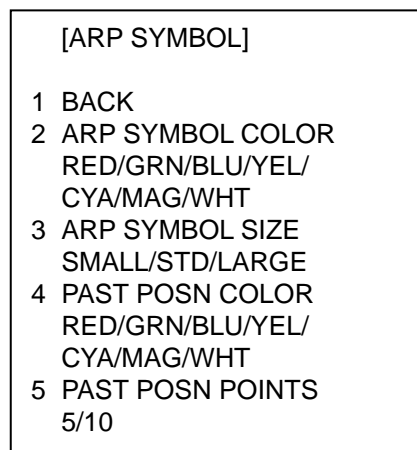 [ARP SYMBOL]
1 BACK
2 ARP SYMBOL COLOR
RED/GRN/BLU/YEL/
CYA/MAG/WHT
3 ARP SYMBOL SIZE
SMALL/STD/LARGE
4 PAST POSN COLOR
RED/GRN/BLU/YEL/
CYA/MAG/WHT
5 PAST POSN POINTS
5/10